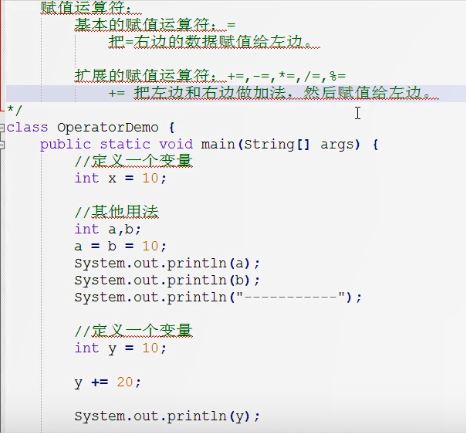 赋值运算符：
基本的赋值运算符：=
把=右边的数据赋值给左边。
扩展的赋值运算符：+=,-=,*=,/=,%=
+= 把左边和右边做加法，然后赋值给左边。
*/
class OperatorDemo {
public static void main(String[] args) {
//定义一个变量
int x = 10;
//其他用法
int a,b;
a = b = 10;
System.out.println(a);
System.out.println(b);
System.out.println("-----------");
//定义一个变量
int y = 10;
y += 20;
System.out.println(y);